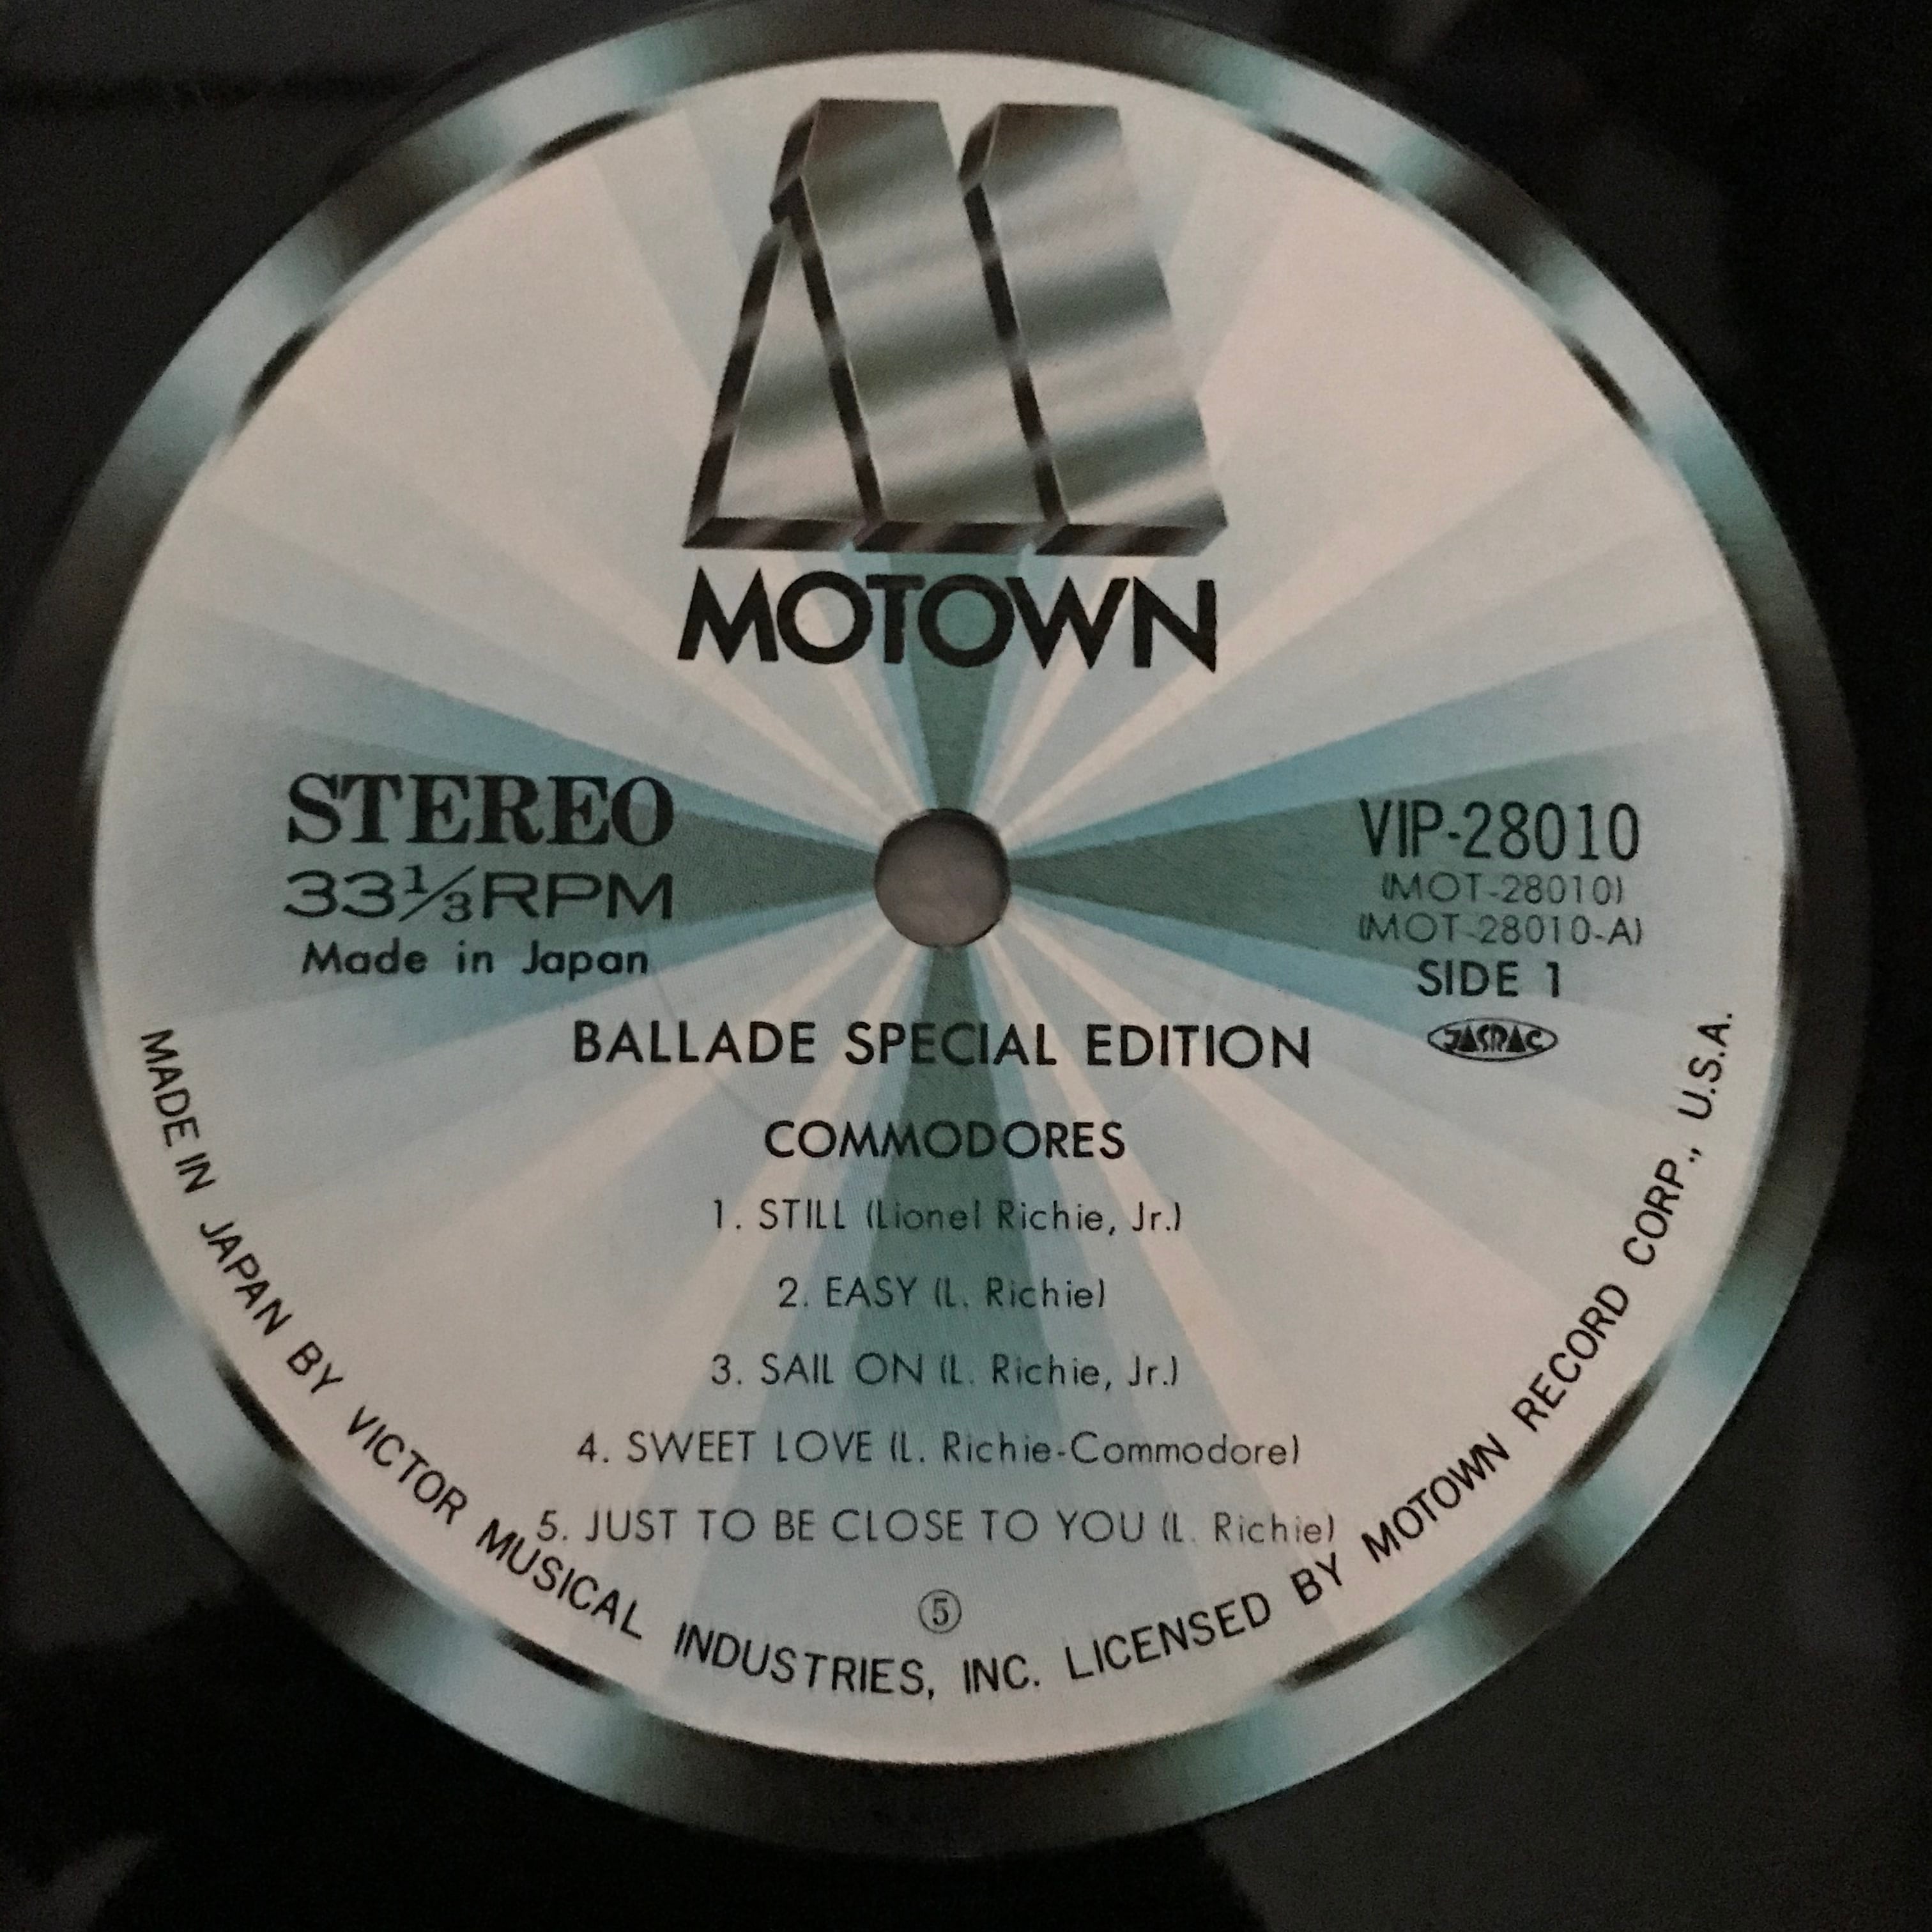 MOTOWN
STEREO
33⅓RPM
Made in Japan
VIP-28010
(MOT-28010)
(MOT-28010-A)
SIDE 1
JASRAC
BALLADE SPECIAL EDITION
COMMODORES
1. STILL (Lionel Richie, Jr.)
2. EASY (L. Richie)
3. SAIL ON (L. Richie, Jr.)
4. SWEET LOVE (L. Richie-Commodore)
5. JUST TO BE CLOSE TO YOU (L. Richie)
⑤
MADE IN JAPAN BY VICTOR MUSICAL INDUSTRIES, INC. LICENSED BY MOTOWN RECORD CORP., U.S.A.